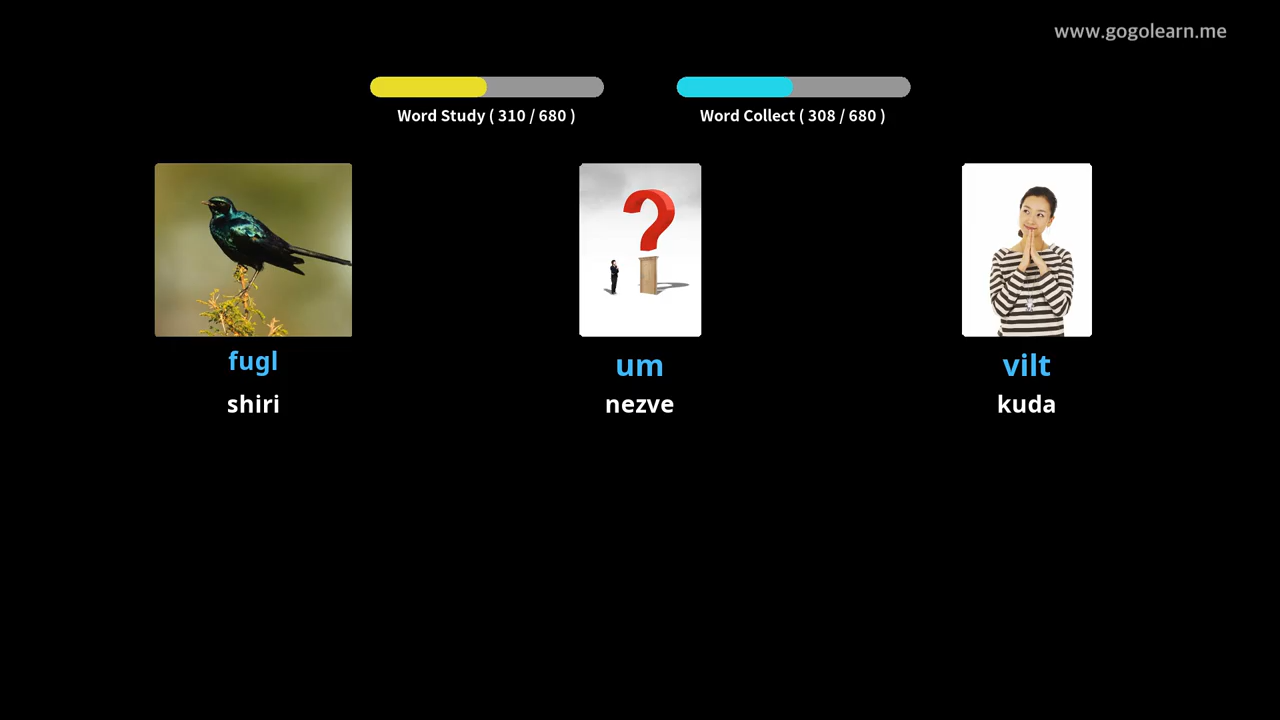 www.gogolearn.me
Word Study ( 310 / 680 )
Word Collect ( 308 / 680 )
fugl
um
vilt
shiri
nezve
kuda